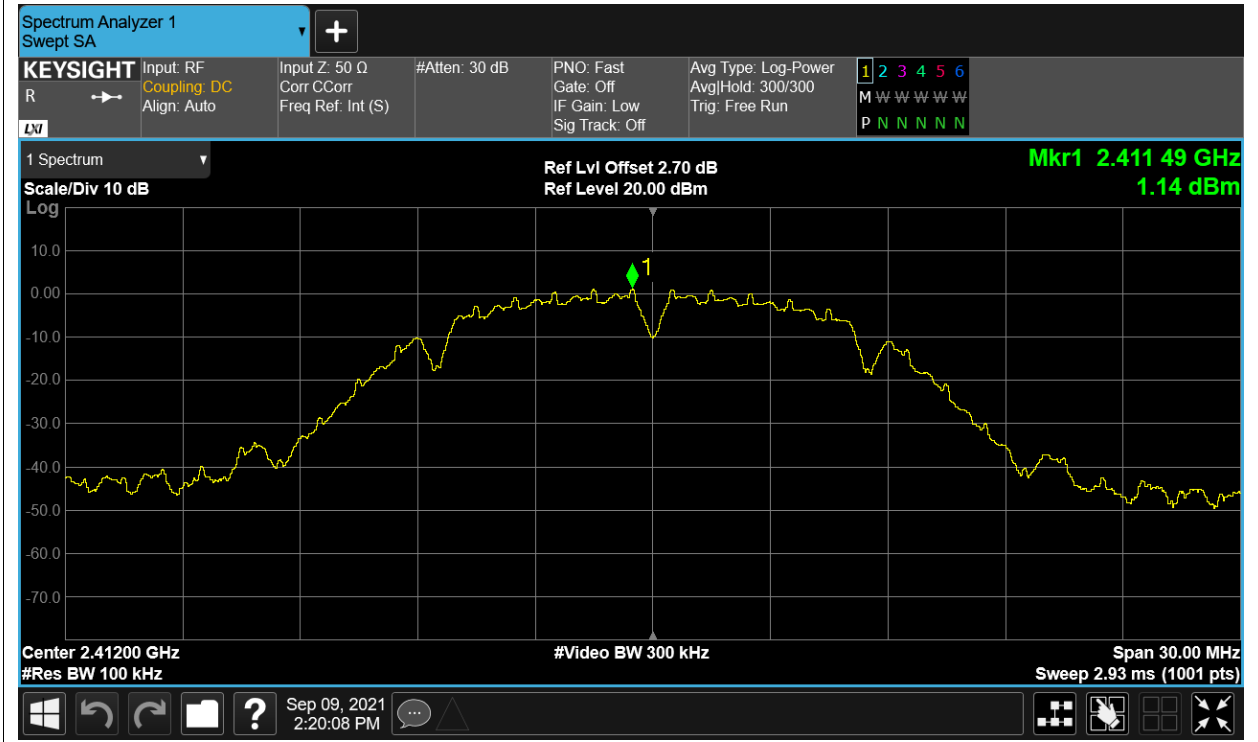 Spectrum Analyzer 1
Swept SA
+
KEYSIGHT
R
LXI
Input: RF
Coupling: DC
Align: Auto
Input Z: 50 Ω
Corr CCorr
Freq Ref: Int (S)
#Atten: 30 dB
PNO: Fast
Gate: Off
IF Gain: Low
Sig Track: Off
Avg Type: Log-Power
Avg|Hold: 300/300
Trig: Free Run
1 2 3 4 5 6
M W W W W W W
P N N N N N N
1 Spectrum
Scale/Div 10 dB
Ref Lvl Offset 2.70 dB
Ref Level 20.00 dBm
Mkr1 2.411 49 GHz
1.14 dBm
Log
10.0
0.00
-10.0
-20.0
-30.0
-40.0
-50.0
-60.0
-70.0
1
Center 2.41200 GHz
#Res BW 100 kHz
#Video BW 300 kHz
Span 30.00 MHz
Sweep 2.93 ms (1001 pts)
?
Sep 09, 2021
2:20:08 PM